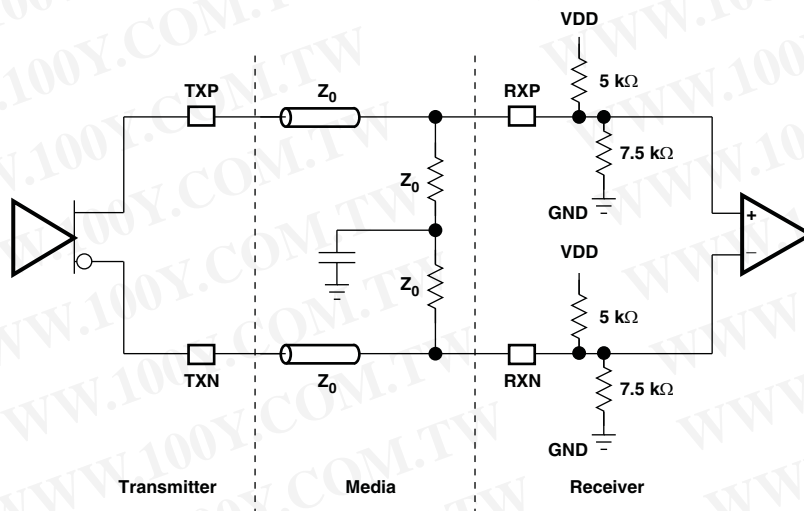 VDD
TXP
Z0
RXP
5 kΩ
Z0
7.5 kΩ
GND
+
VDD
Z0
−
5 kΩ
TXN
Z0
RXN
7.5 kΩ
GND
Transmitter
Media
Receiver
WWW.100Y.COM.TW